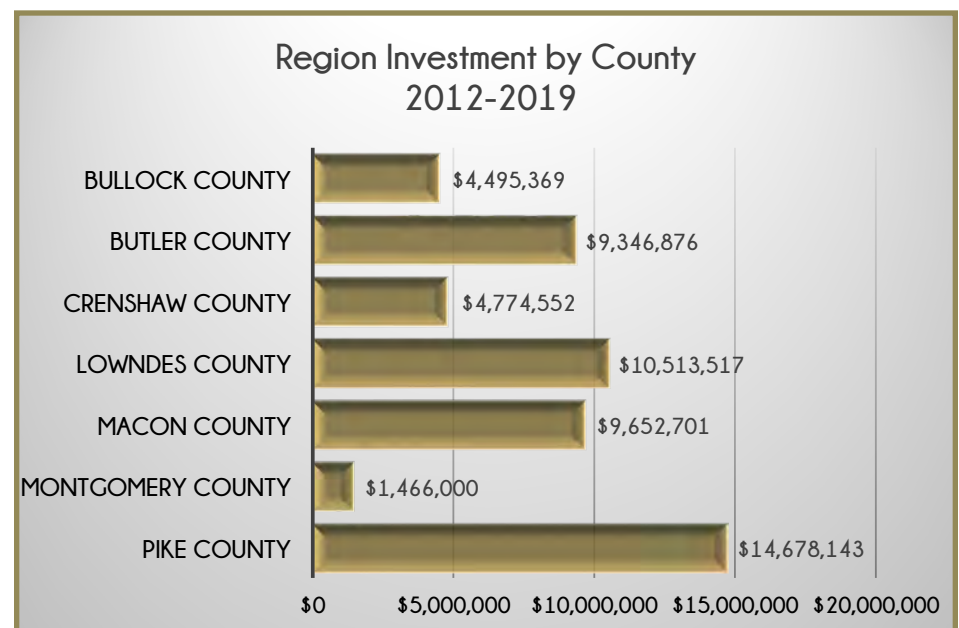 Region Investment by County
2012-2019
BULLOCK COUNTY $4,495,369
BUTLER COUNTY $9,346,876
CRENSHAW COUNTY $4,774,552
LOWNDES COUNTY $10,513,517
MACON COUNTY $9,652,701
MONTGOMERY COUNTY $1,466,000
PIKE COUNTY $14,678,143
$0 $5,000,000 $10,000,000 $15,000,000 $20,000,000